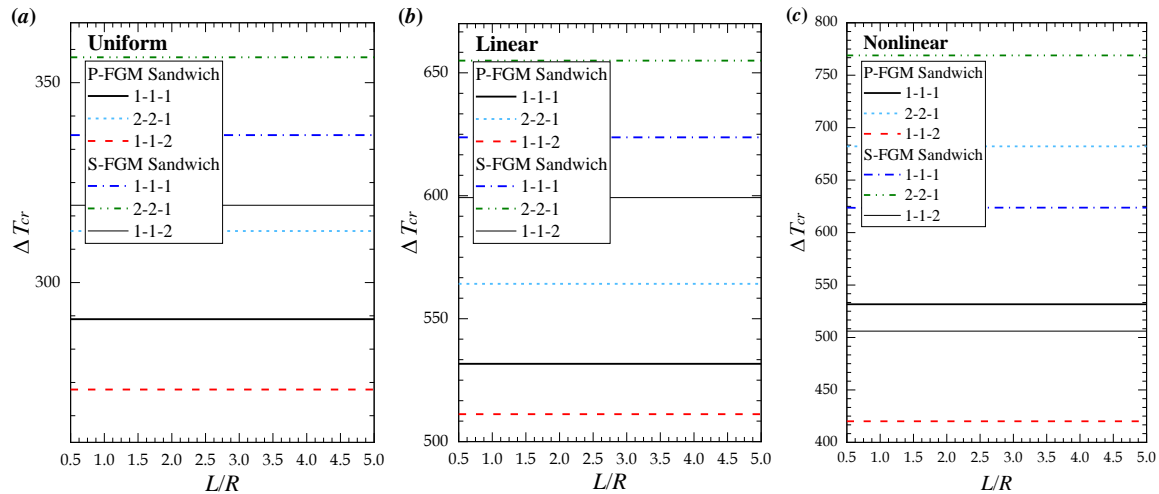 (a)
Uniform
P-FGM Sandwich
1-1-1
2-2-1
1-1-2
S-FGM Sandwich
1-1-1
2-2-1
1-1-2
350
300
ΔTcr
0.5 1.0 1.5 2.0 2.5 3.0 3.5 4.0 4.5 5.0
L/R
(b)
Linear
P-FGM Sandwich
1-1-1
2-2-1
1-1-2
S-FGM Sandwich
1-1-1
2-2-1
1-1-2
650
600
550
500
ΔTcr
0.5 1.0 1.5 2.0 2.5 3.0 3.5 4.0 4.5 5.0
L/R
(c)
Nonlinear
P-FGM Sandwich
1-1-1
2-2-1
1-1-2
S-FGM Sandwich
1-1-1
2-2-1
1-1-2
800
750
700
650
600
550
500
450
400
ΔTcr
0.5 1.0 1.5 2.0 2.5 3.0 3.5 4.0 4.5 5.0
L/R